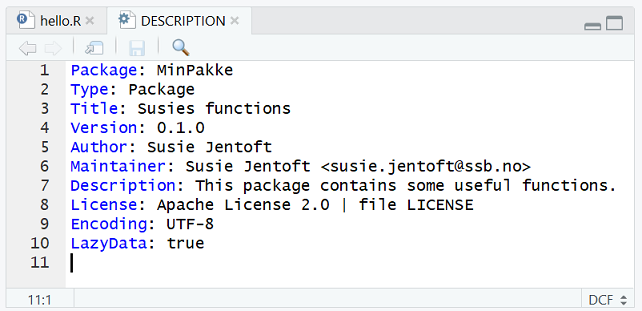 hello.R
DESCRIPTION
1 Package: MinPakke
2 Type: Package
3 Title: Susies functions
4 Version: 0.1.0
5 Author: Susie Jentoft
6 Maintainer: Susie Jentoft <susie.jentoft@ssb.no>
7 Description: This package contains some useful functions.
8 License: Apache License 2.0 | file LICENSE
9 Encoding: UTF-8
10 LazyData: true
11
11:1
DCF